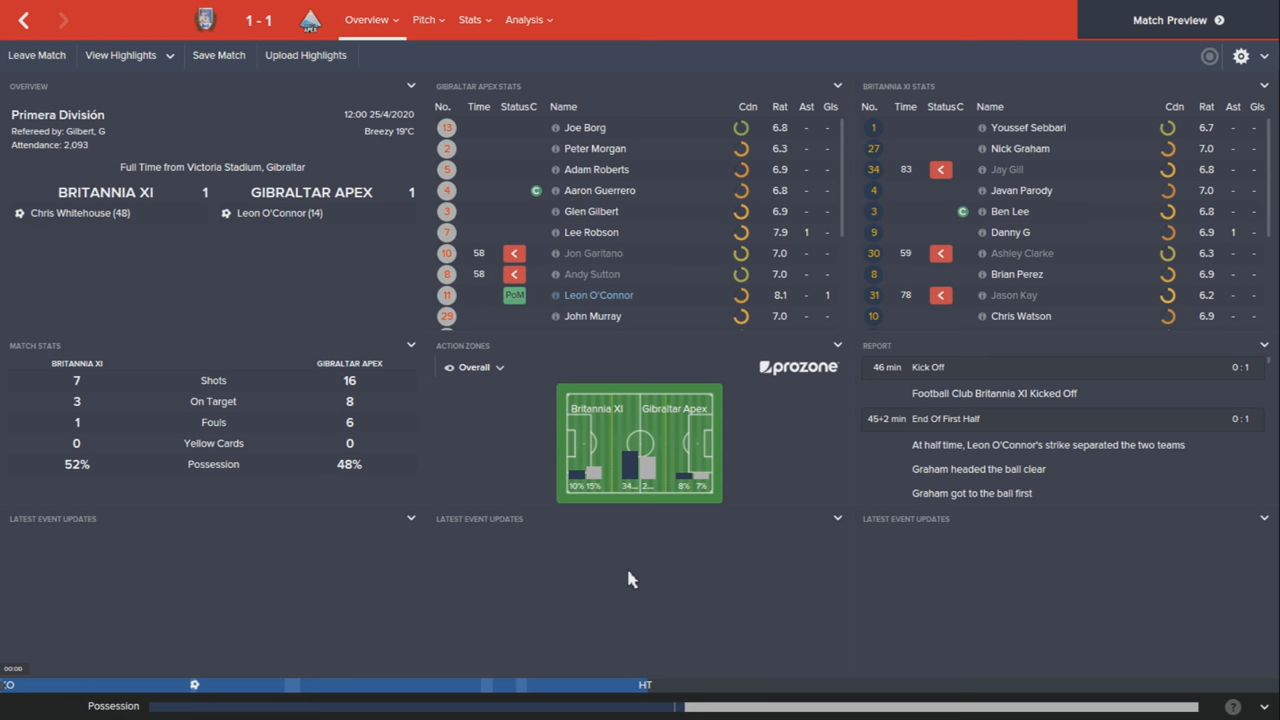 1 - 1
APEX
Overview
Pitch
Stats
Analysis
Match Preview
Leave Match
View Highlights
Save Match
Upload Highlights
OVERVIEW
Primera División
12:00 25/4/2020
Refereed by: Gilbert, G
Breezy 19°C
Attendance: 2,093
Full Time from Victoria Stadium, Gibraltar
BRITANNIA XI 1 GIBRALTAR APEX 1
Chris Whitehouse (48) Leon O'Connor (14)
GIBRALTAR APEX STATS
No. Time Status C Name Cdn Rat Ast Gls
13 Joe Borg 6.8 - -
2 Peter Morgan 6.3 - -
5 Adam Roberts 6.9 - -
4 C Aaron Guerrero 6.8 - -
3 Glen Gilbert 6.9 - -
7 Lee Robson 7.9 1 -
10 58 Jon Garitano 7.0 - -
8 58 Andy Sutton 7.0 - -
11 PoM Leon O'Connor 8.1 - 1
29 John Murray 7.0 - -
BRITANNIA XI STATS
No. Time Status C Name Cdn Rat Ast Gls
1 Youssef Sebbari 6.7 - -
27 Nick Graham 7.0 - -
34 83 Jay Gill 6.8 - -
4 Javan Parody 7.0 - -
3 C Ben Lee 6.8 - -
9 Danny G 6.9 1 -
30 59 Ashley Clarke 6.3 - -
8 Brian Perez 6.9 - -
31 78 Jason Kay 6.2 - -
10 Chris Watson 6.9 - -
MATCH STATS
BRITANNIA XI GIBRALTAR APEX
7 Shots 16
3 On Target 8
1 Fouls 6
0 Yellow Cards 0
52% Possession 48%
ACTION ZONES
Overall
prozone
Britannia XI Gibraltar Apex
10% 15% 34... 2... 8% 7%
REPORT
46 min Kick Off 0 : 1
Football Club Britannia XI Kicked Off
45+2 min End Of First Half 0 : 1
At half time, Leon O'Connor's strike separated the two teams
Graham headed the ball clear
Graham got to the ball first
LATEST EVENT UPDATES
LATEST EVENT UPDATES
LATEST EVENT UPDATES
00:00
HT
Possession
?